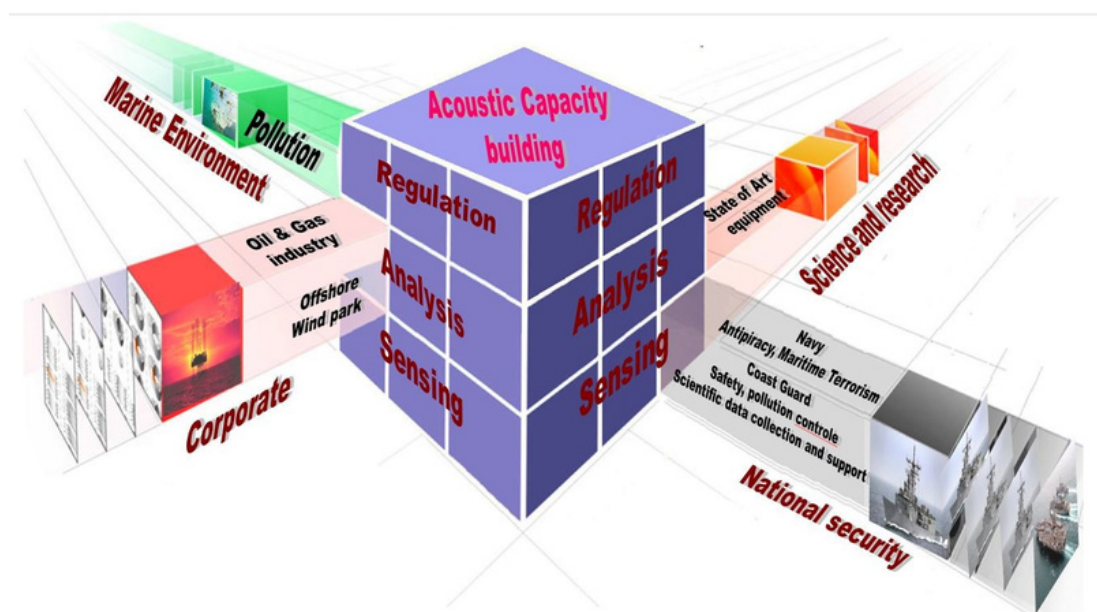 Acoustic Capacity
building
Marine Environment
Pollution
Regulation
Regulation
State of Art
equipment
Science and research
Oil & Gas
industry
Offshore
Wind park
Analysis
Analysis
Sensing
Sensing
Corporate
Navy
Antipiracy, Maritime Terrorism
Coast Guard
Safety, pollution controle
Scientific data collection and support
National security